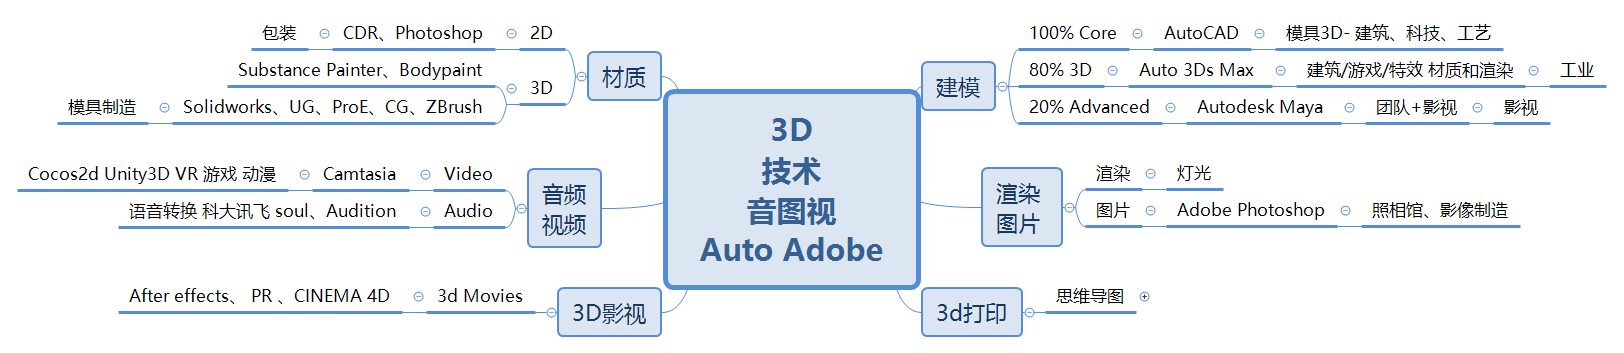 3D
技术
音图视
Auto Adobe
建模
100% Core
AutoCAD
模具3D- 建筑、科技、工艺
80% 3D
Auto 3Ds Max
建筑/游戏/特效 材质和渲染
工业
20% Advanced
Autodesk Maya
团队+影视
影视
渲染
图片
渲染
灯光
图片
Adobe Photoshop
照相馆、影像制造
3d打印
思维导图
材质
2D
CDR、Photoshop
包装
3D
Substance Painter、Bodypaint
Solidworks、UG、ProE、CG、ZBrush
模具制造
音频
视频
Video
Camtasia
Cocos2d Unity3D VR 游戏 动漫
Audio
语音转换 科大讯飞 soul、Audition
3D影视
3d Movies
After effects、 PR 、CINEMA 4D